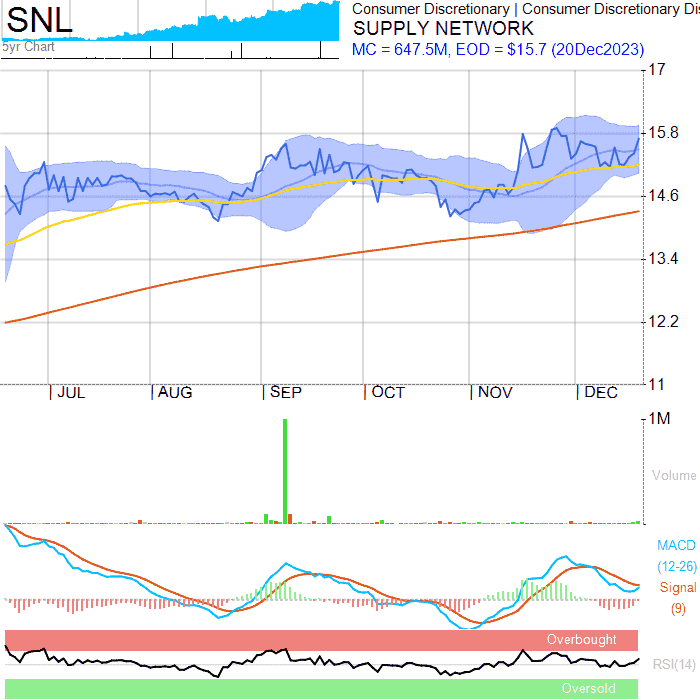 SNL
5yr Chart
Consumer Discretionary | Consumer Discretionary Dis
SUPPLY NETWORK
MC = 647.5M, EOD = $15.7 (20Dec2023)
17
15.8
14.6
13.4
12.2
11
JUL AUG SEP OCT NOV DEC
1M
Volume
MACD
(12-26)
Signal
(9)
Overbought
RSI(14)
Oversold